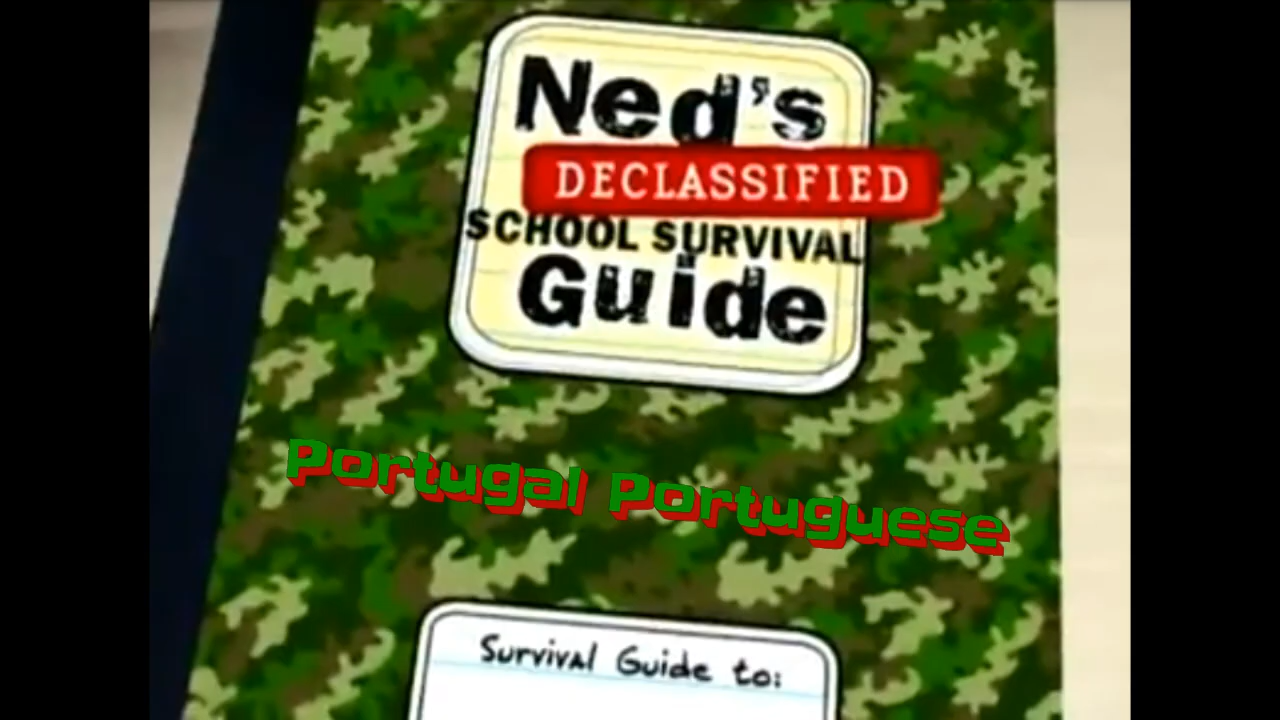 Ned's
DECLASSIFIED
SCHOOL SURVIVAL
Guide
Portugal Portuguese
Survival Guide to: